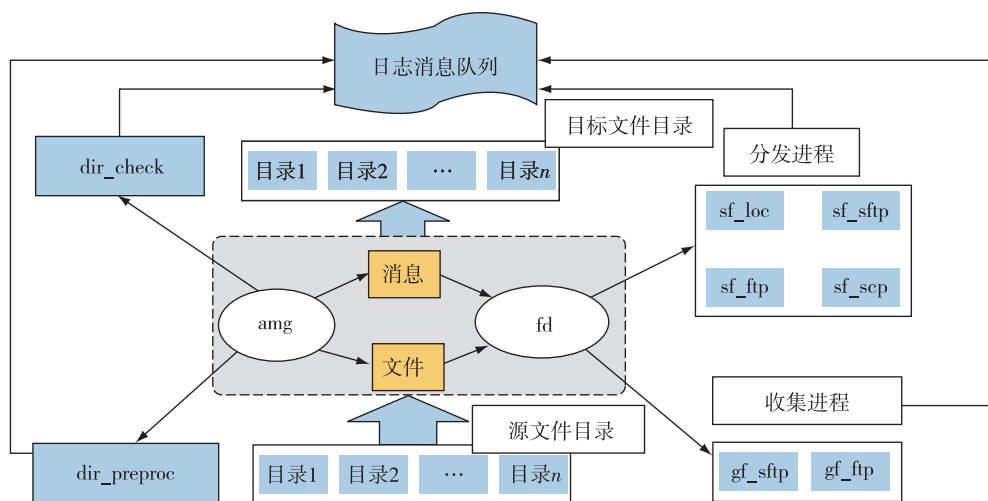 日志消息队列
目标文件目录
分发进程
dir_check
目录1 目录2 … 目录n
sf_loc sf_sftp
消息
sf_ftp sf_scp
amg
fd
文件
收集进程
源文件目录
dir_preproc
目录1 目录2 … 目录n
gf_sftp gf_ftp